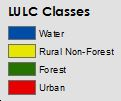 LULC Classes
Water
Rural Non-Forest
Forest
Urban